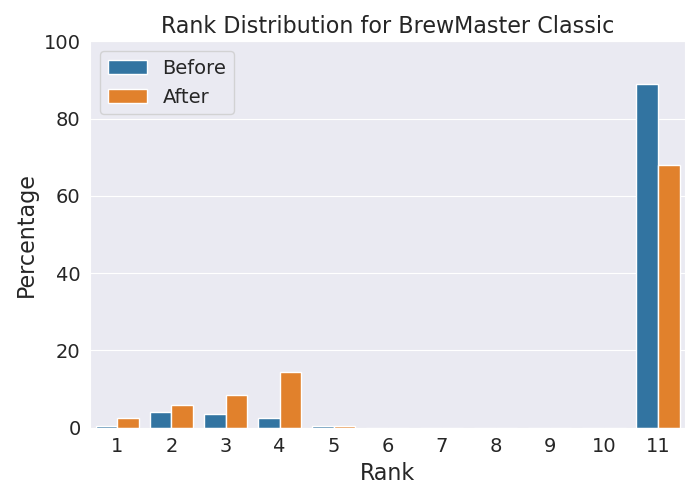 Rank Distribution for BrewMaster Classic
100
80
60
40
20
0
Percentage
Before
After
1 2 3 4 5 6 7 8 9 10 11
Rank